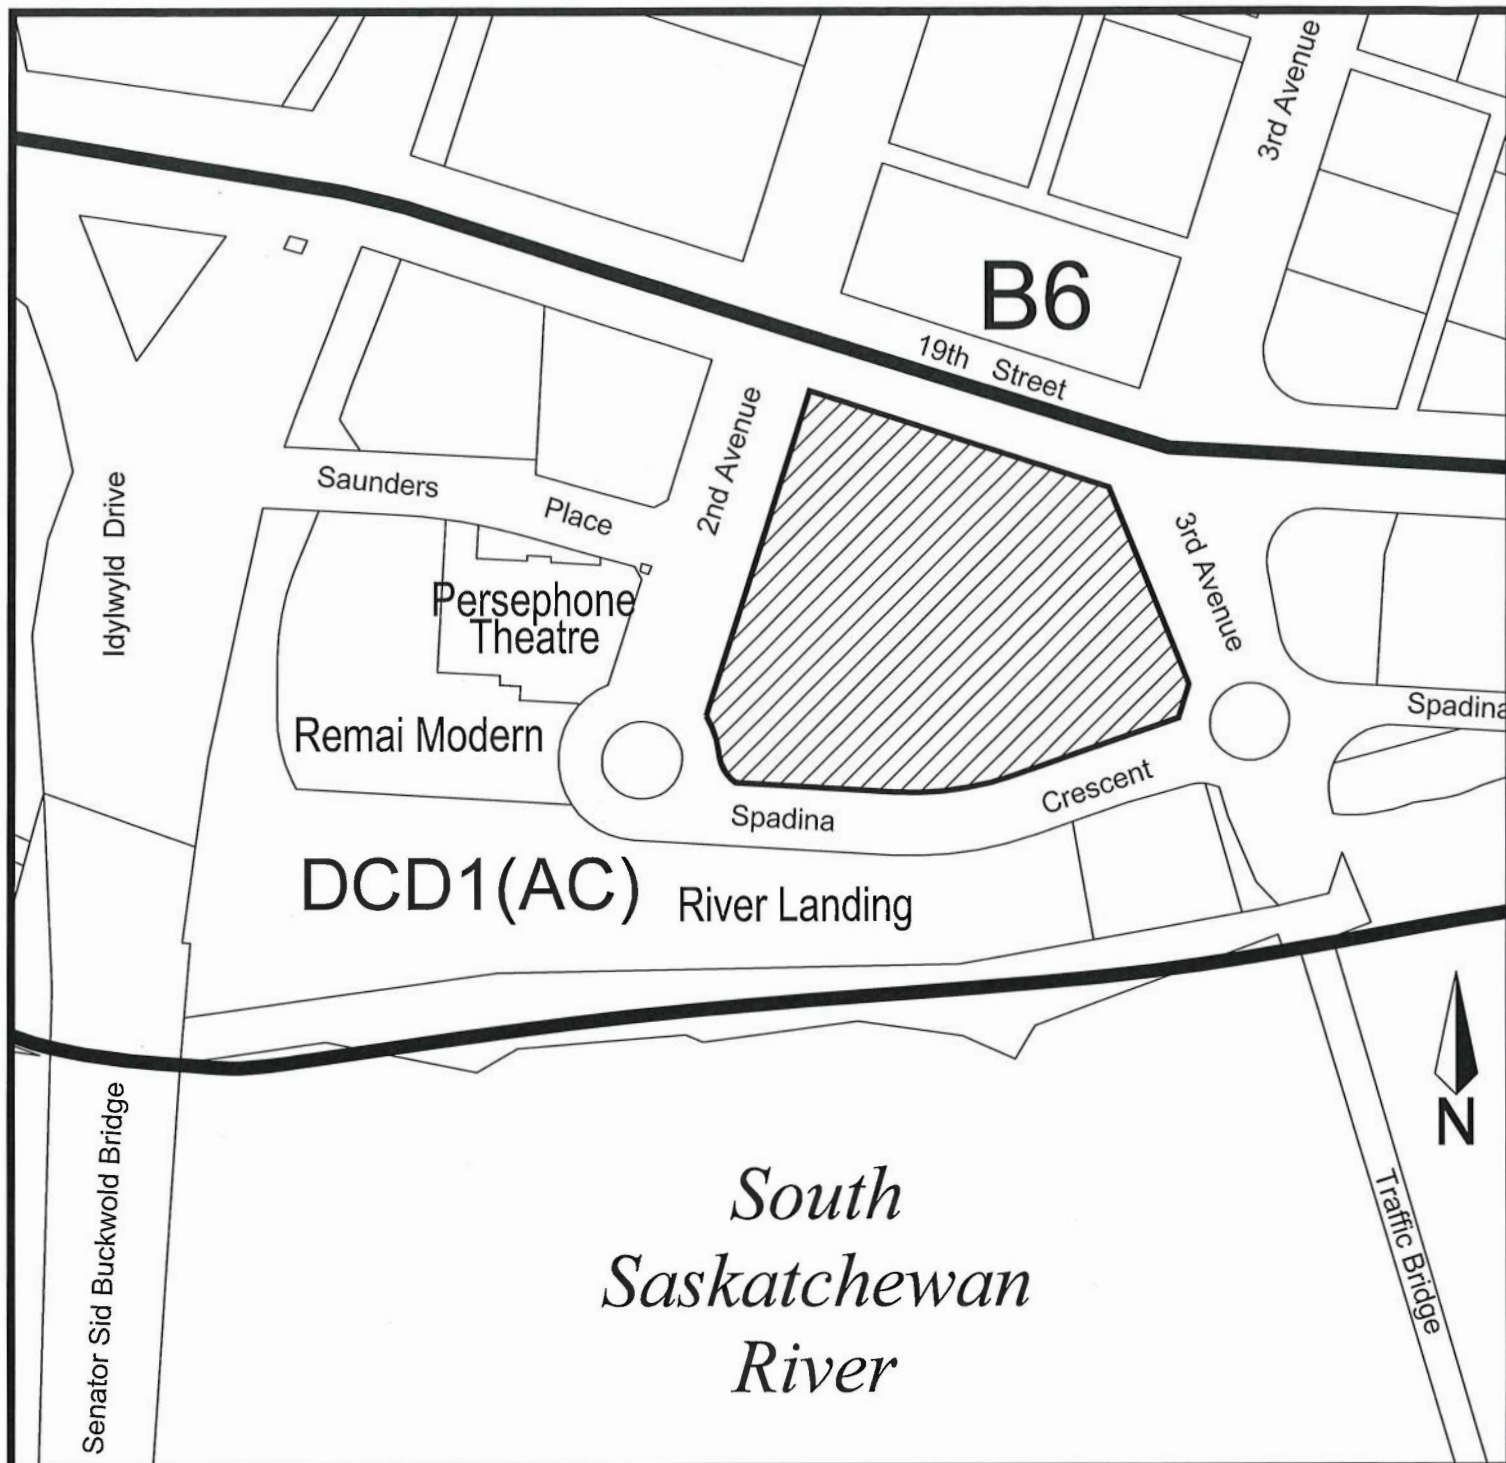 3rd Avenue
B6
19th Street
2nd Avenue
Saunders
Place
Idylwyld Drive
3rd Avenue
Persephone
Theatre
Remai Modern
Spadina
Crescent
Spadina
DCD1(AC)
River Landing
N
Senator Sid Buckwold Bridge
Traffic Bridge
South
Saskatchewan
River